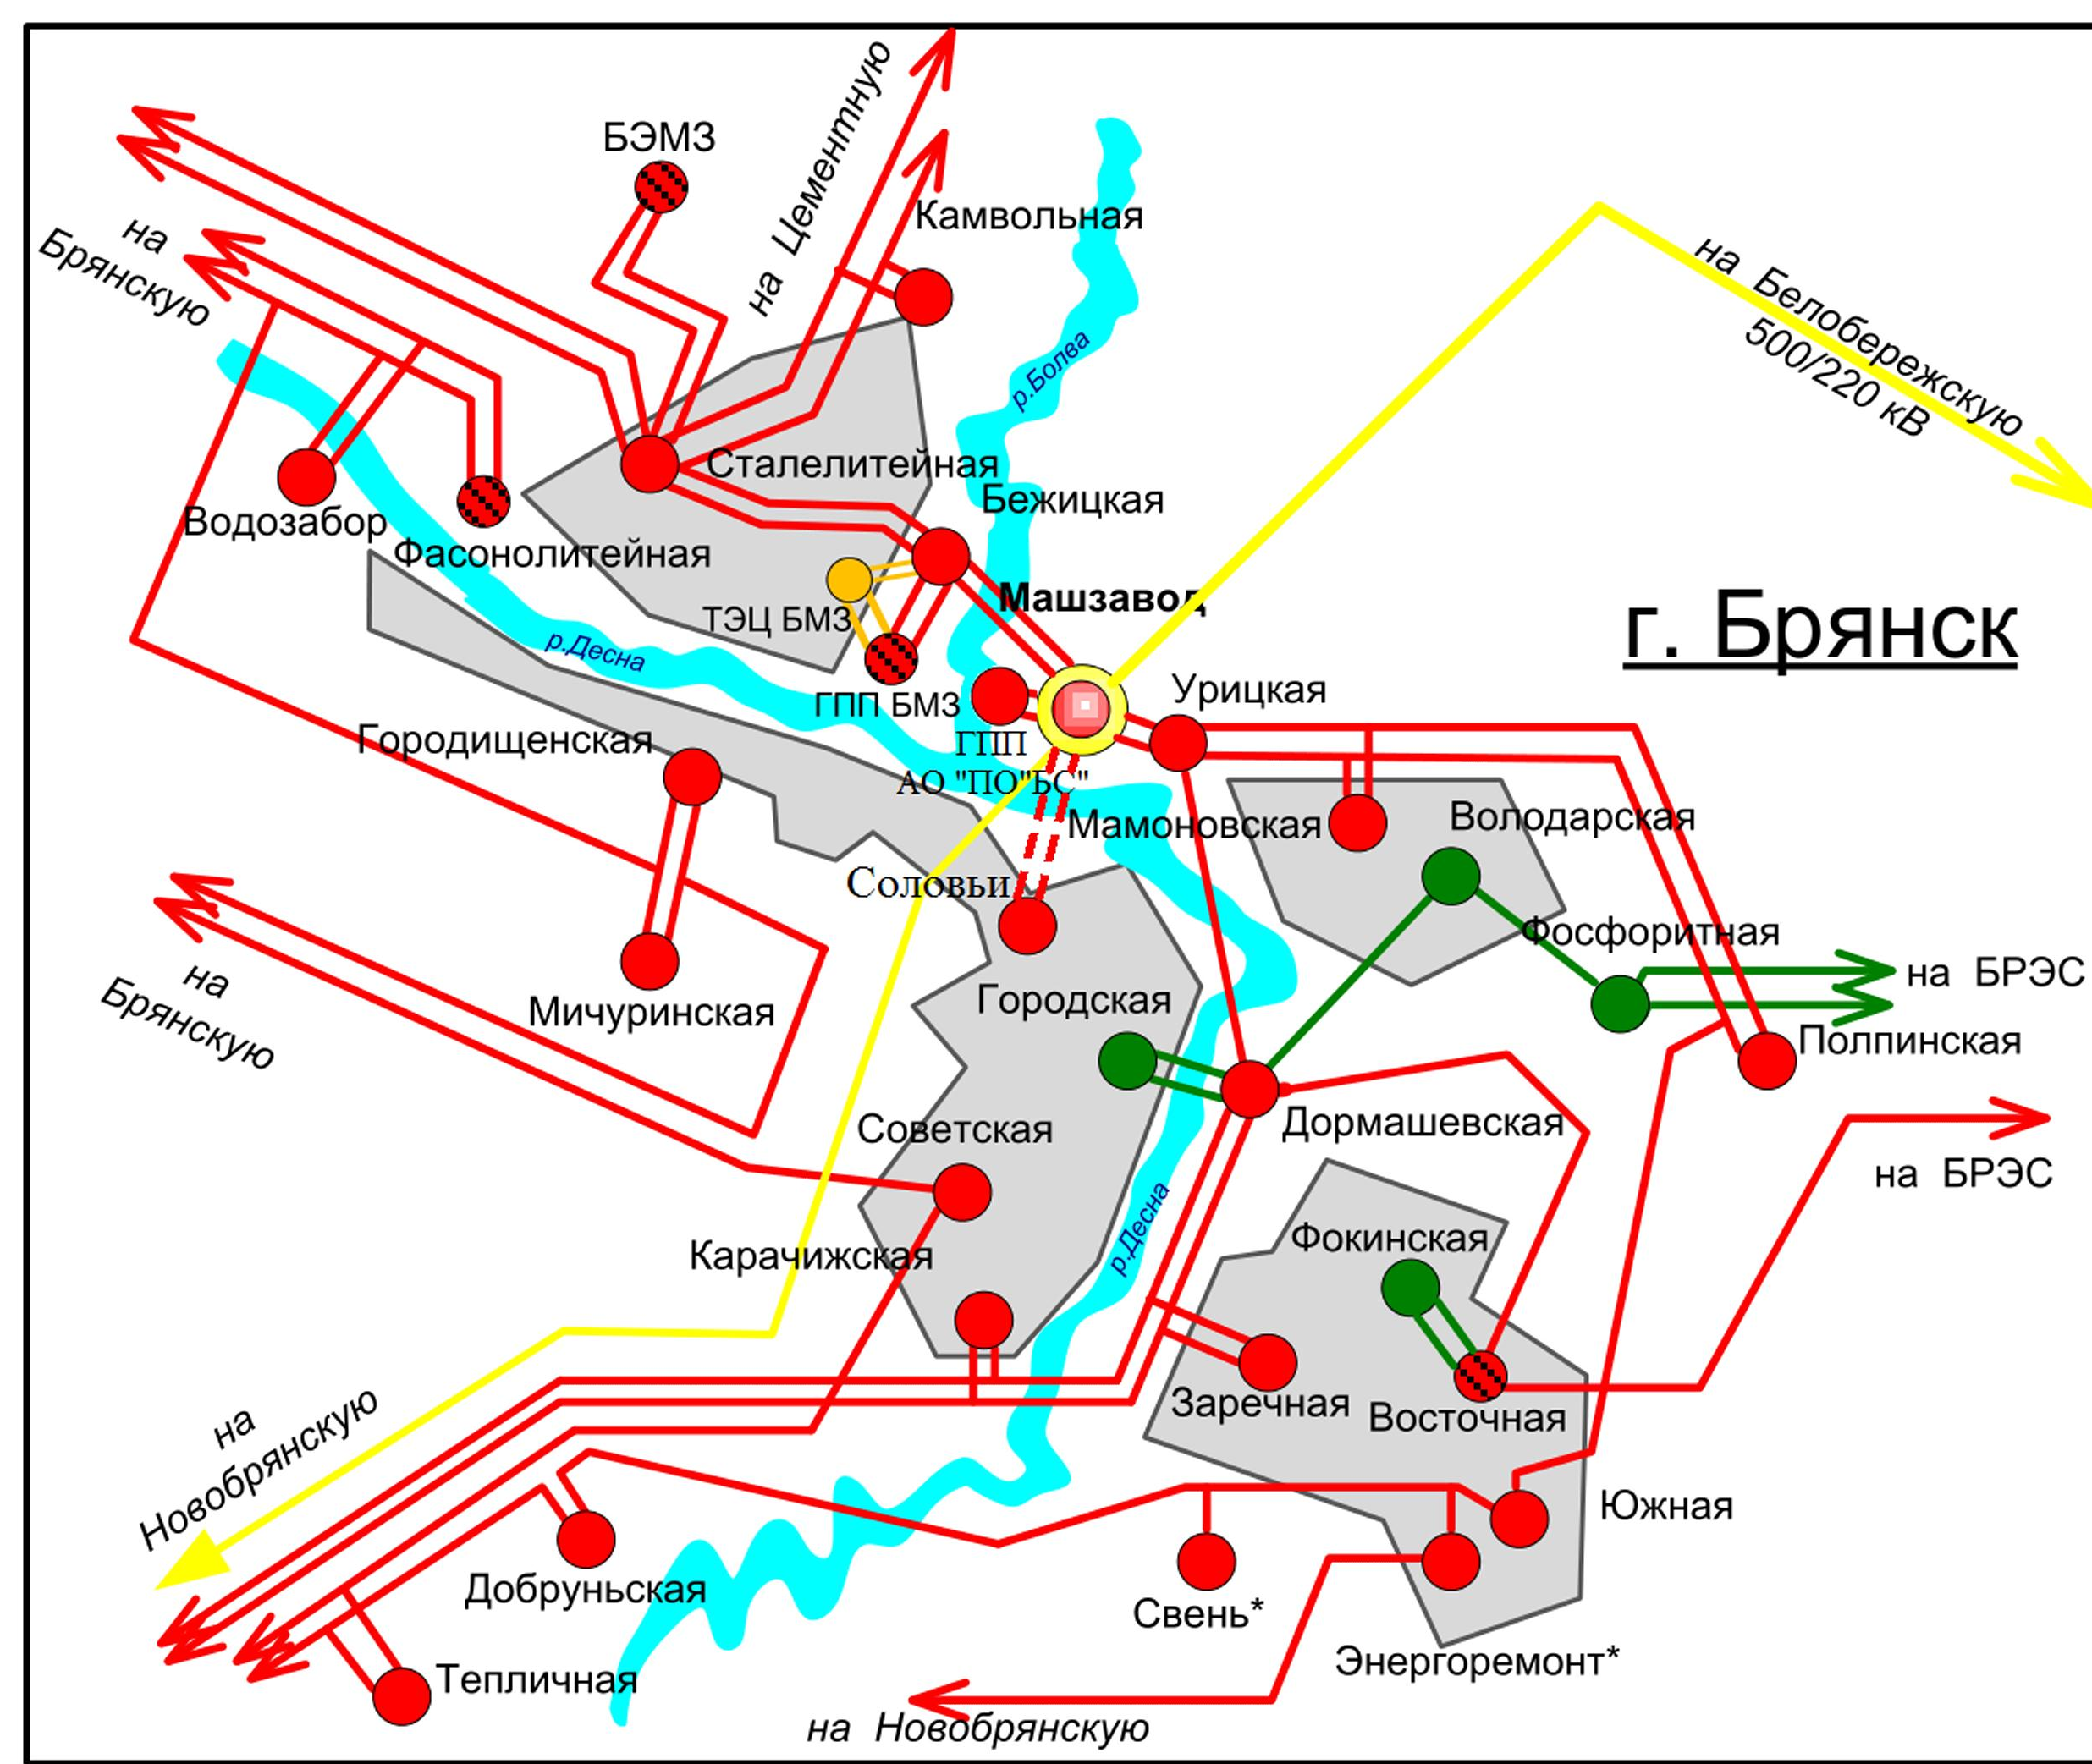 БЭМЗ
на Цементную
Камвольная
на
Брянскую
на Белобережскую
500/220 кВ
р.Болва
Сталелитейная
Бежицкая
Водозабор
Фасонолитейная
Машзавод
ТЭЦ БМЗ
г. Брянск
р.Десна
ГПП БМЗ
Урицкая
Городищенская
ГПП
АО "ПО"БС"
Мамоновская
Володарская
Соловьи
Фосфоритная
на БРЭС
на
Брянскую
Мичуринская
Городская
Полпинская
Советская
Дормашевская
на БРЭС
р.Десна
Фокинская
Карачижская
Заречная
Восточная
на
Новобрянскую
Южная
Добруньская
Свень*
Энергоремонт*
Тепличная
на Новобрянскую